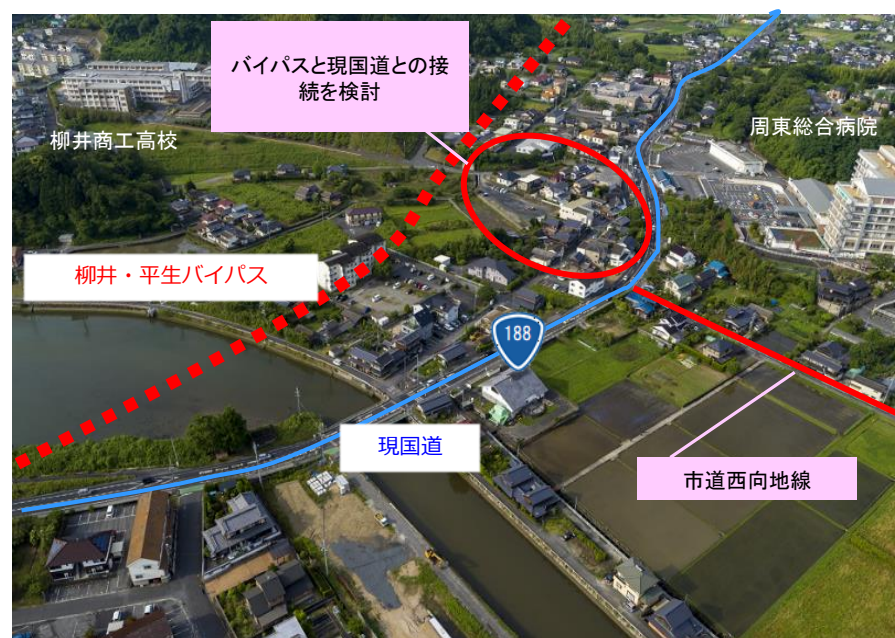 バイパスと現国道との接
続を検討
柳井商工高校
周東総合病院
柳井・平生バイパス
188
現国道
市道西向地線